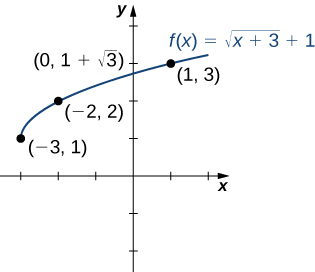 y
f(x) = √(x + 3) + 1
(0, 1 + √3)
(1, 3)
(−2, 2)
(−3, 1)
x